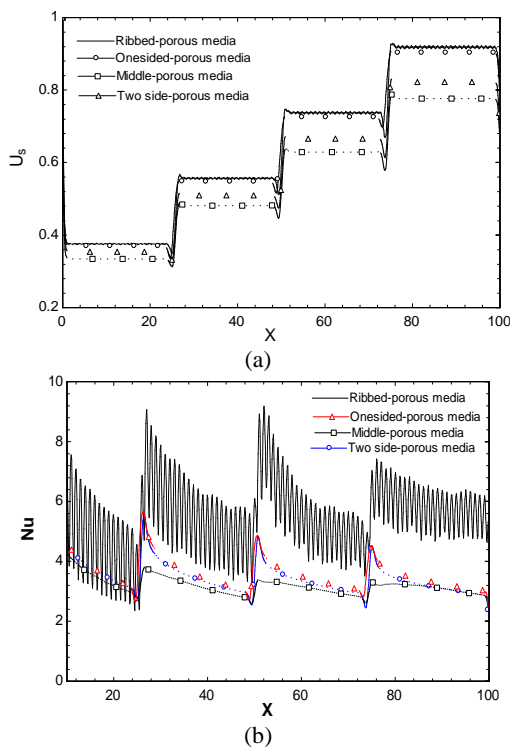 Ribbed-porous media
Onesided-porous media
Middle-porous media
Two side-porous media
1
0.8
0.6
0.4
0.2
Us
0 20 40 60 80 100
X
(a)
Ribbed-porous media
Onesided-porous media
Middle-porous media
Two side-porous media
10
8
6
4
2
0
Nu
20 40 60 80 100
X
(b)